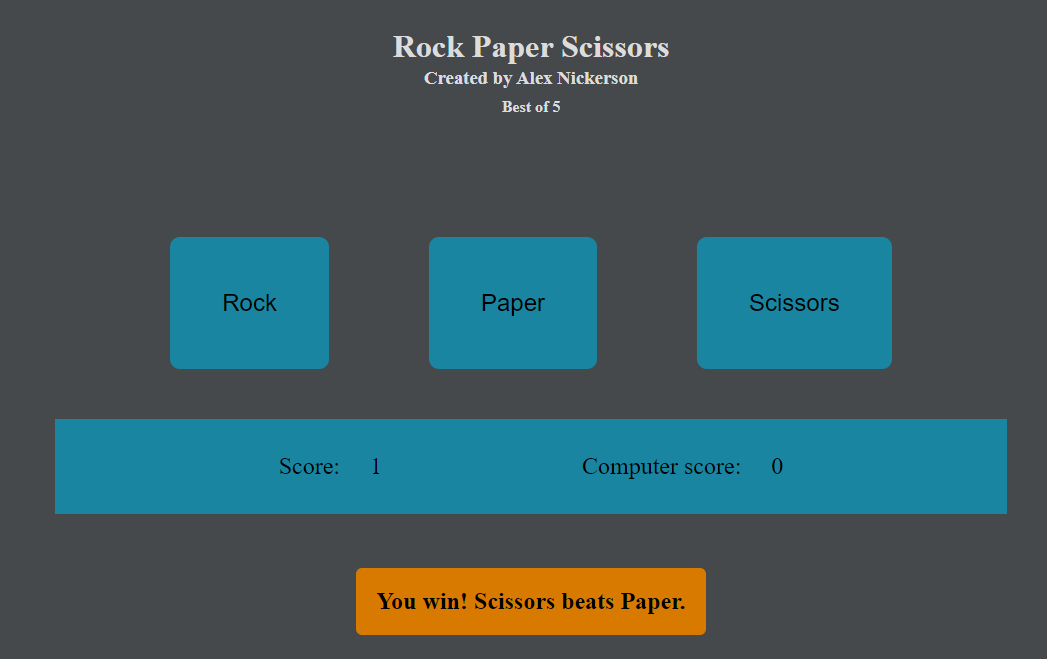 Rock Paper Scissors
Created by Alex Nickerson
Best of 5
Rock Paper Scissors
Score: 1 Computer score: 0
You win! Scissors beats Paper.